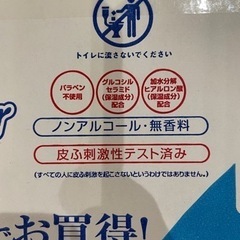 トイレに流さないでください
パラベン
不使用
グルコシル
セラミド
(保湿成分)
配合
加水分解
ヒアルロン酸
(保湿成分)
配合
ノンアルコール・無香料
皮ふ刺激性テスト済み
(すべての人に皮ふ刺激を起こさないというわけではありません。)
お買得!